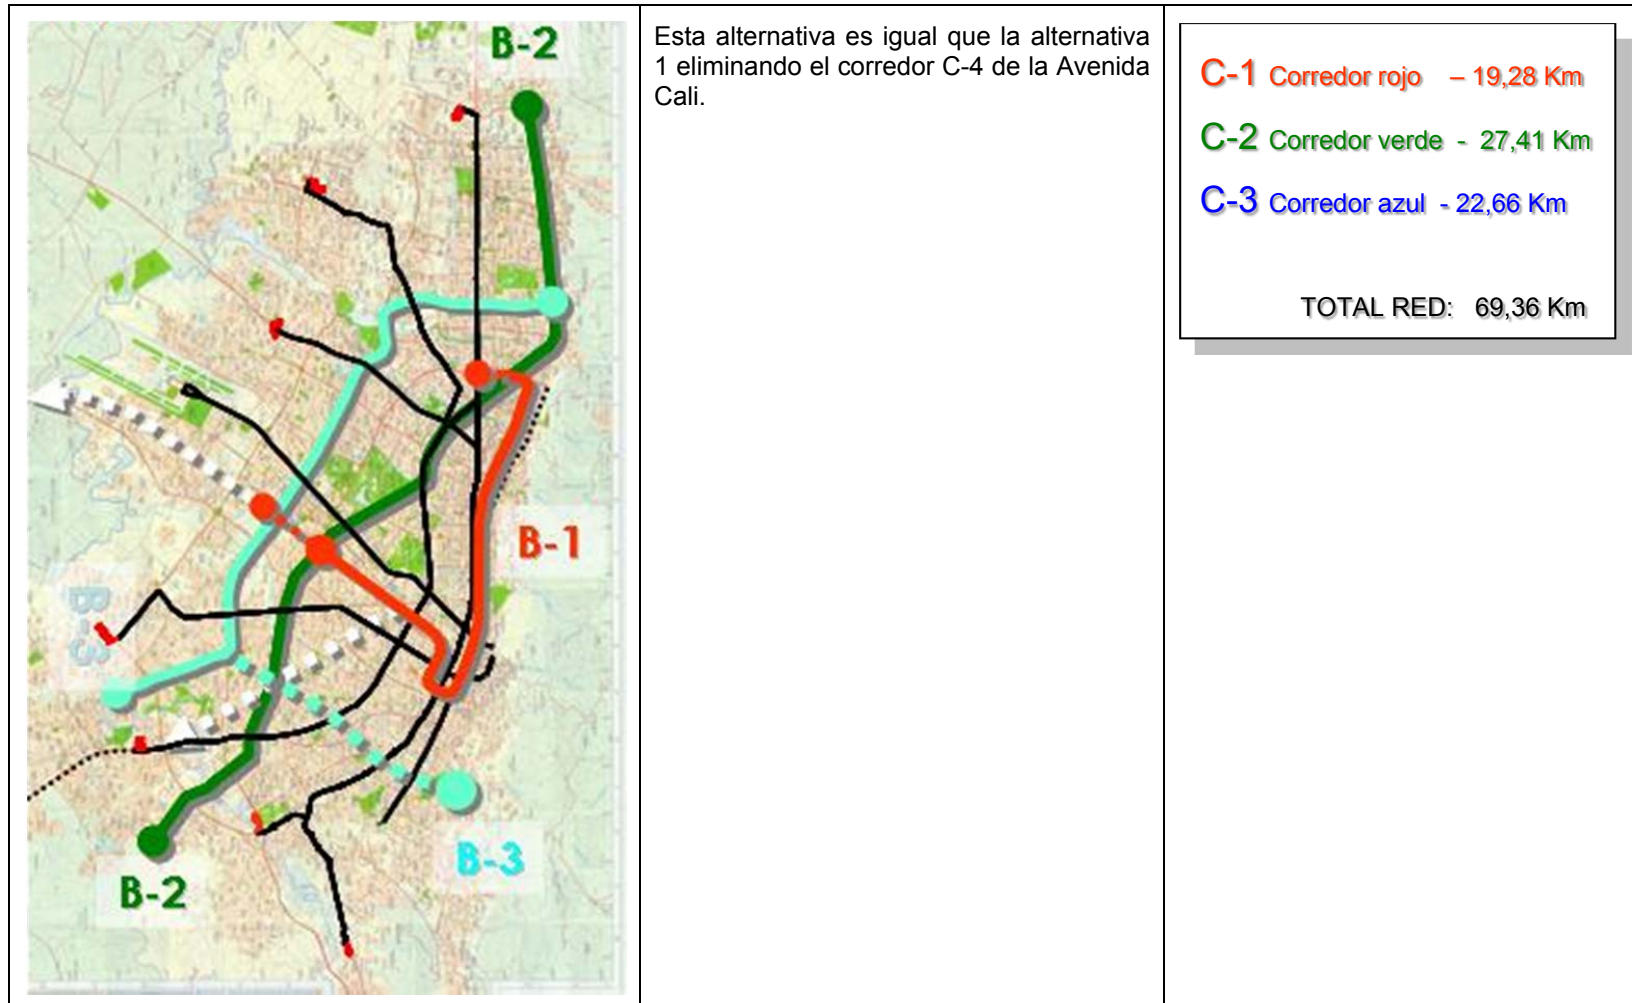 B-2
B-1
B-3
B-3
B-2
Esta alternativa es igual que la alternativa
1 eliminando el corredor C-4 de la Avenida
Cali.
C-1 Corredor rojo – 19,28 Km
C-2 Corredor verde - 27,41 Km
C-3 Corredor azul - 22,66 Km
TOTAL RED: 69,36 Km